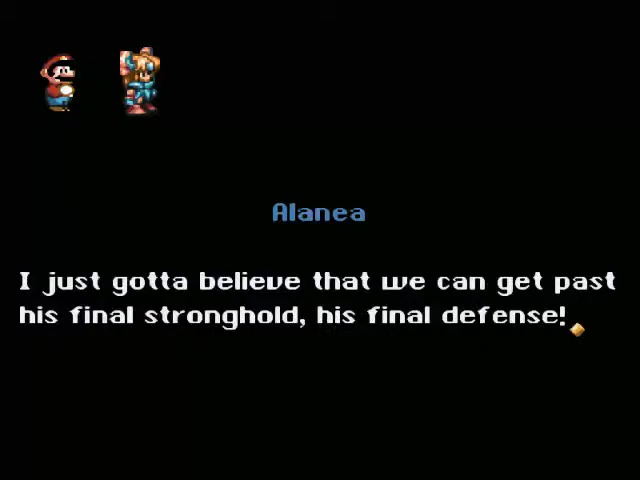 Alanea
I just gotta believe that we can get past
his final stronghold, his final defense!